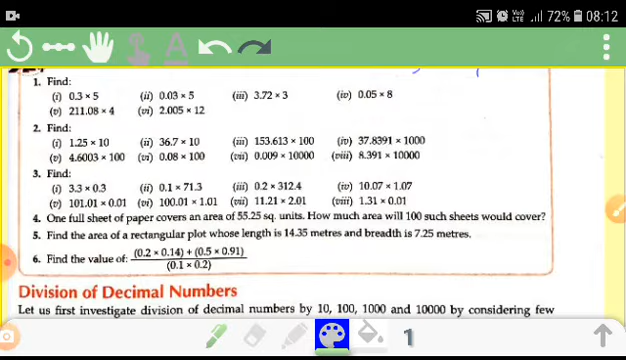 72% 08:12
1. Find:
(i) 0.3 × 5 (ii) 0.03 × 5 (iii) 3.72 × 3 (iv) 0.05 × 8
(v) 211.08 × 4 (vi) 2.005 × 12
2. Find:
(i) 1.25 × 10 (ii) 36.7 × 10 (iii) 153.613 × 100 (iv) 37.8391 × 1000
(v) 4.6003 × 100 (vi) 0.08 × 100 (vii) 0.009 × 10000 (viii) 8.391 × 10000
3. Find:
(i) 3.3 × 0.3 (ii) 0.1 × 71.3 (iii) 0.2 × 312.4 (iv) 10.07 × 1.07
(v) 101.01 × 0.01 (vi) 100.01 × 1.01 (vii) 11.21 × 2.01 (viii) 1.31 × 0.01
4. One full sheet of paper covers an area of 55.25 sq. units. How much area will 100 such sheets would cover?
5. Find the area of a rectangular plot whose length is 14.35 metres and breadth is 7.25 metres.
6. Find the value of: (0.2 × 0.14) + (0.5 × 0.91)
(0.1 × 0.2)
Division of Decimal Numbers
Let us first investigate division of decimal numbers by 10, 100, 1000 and 10000 by considering few
1